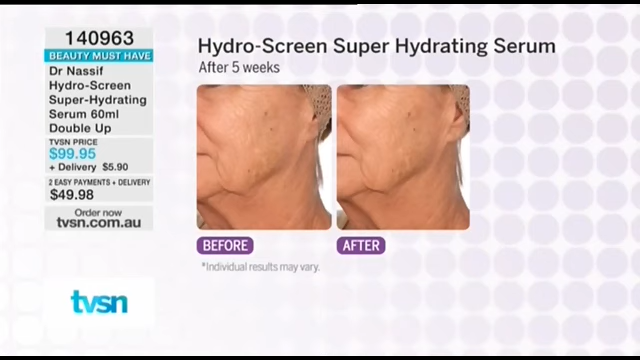 140963
BEAUTY MUST HAVE
Dr Nassif
Hydro-Screen
Super-Hydrating
Serum 60ml
Double Up
TVSN PRICE
$99.95
+ Delivery $5.90
2 EASY PAYMENTS + DELIVERY
$49.98
Order now
tvsn.com.au
tvsn
Hydro-Screen Super Hydrating Serum
After 5 weeks
BEFORE
AFTER
*Individual results may vary.